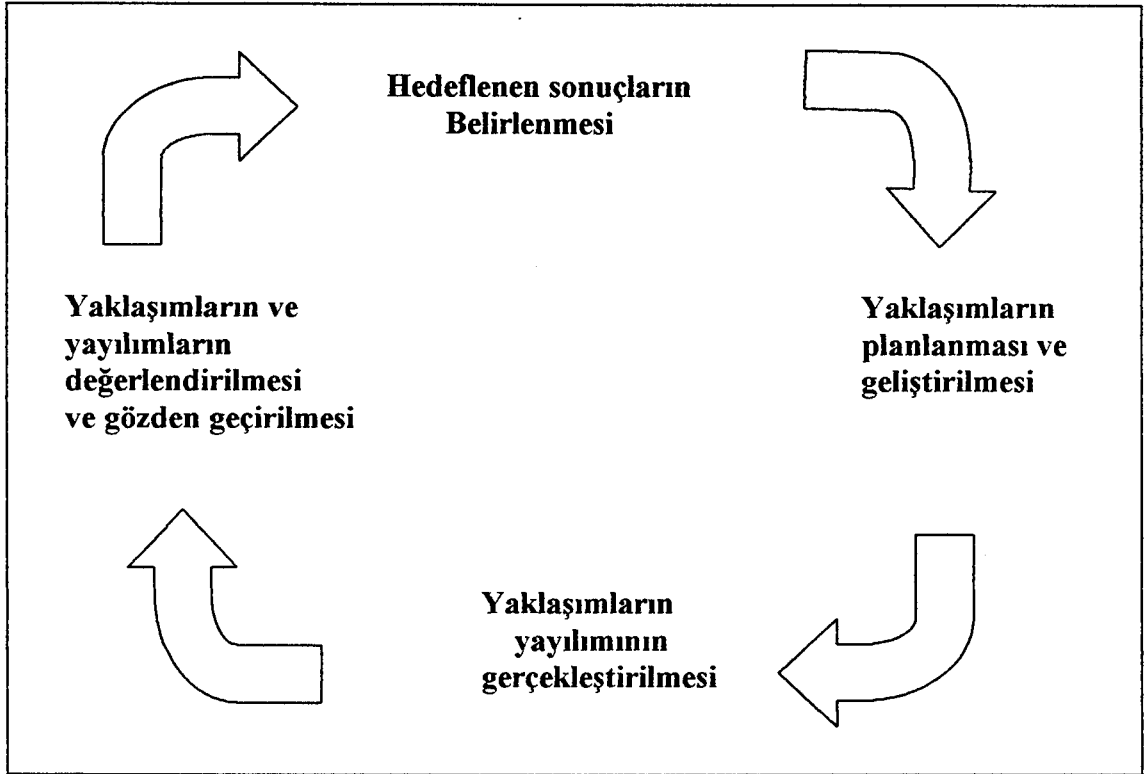 Hedeflenen sonuçların
Belirlenmesi
Yaklaşımların
planlanması ve
geliştirilmesi
Yaklaşımların
yayılımının
gerçekleştirilmesi
Yaklaşımların ve
yayılımların
değerlendirilmesi
ve gözden geçirilmesi